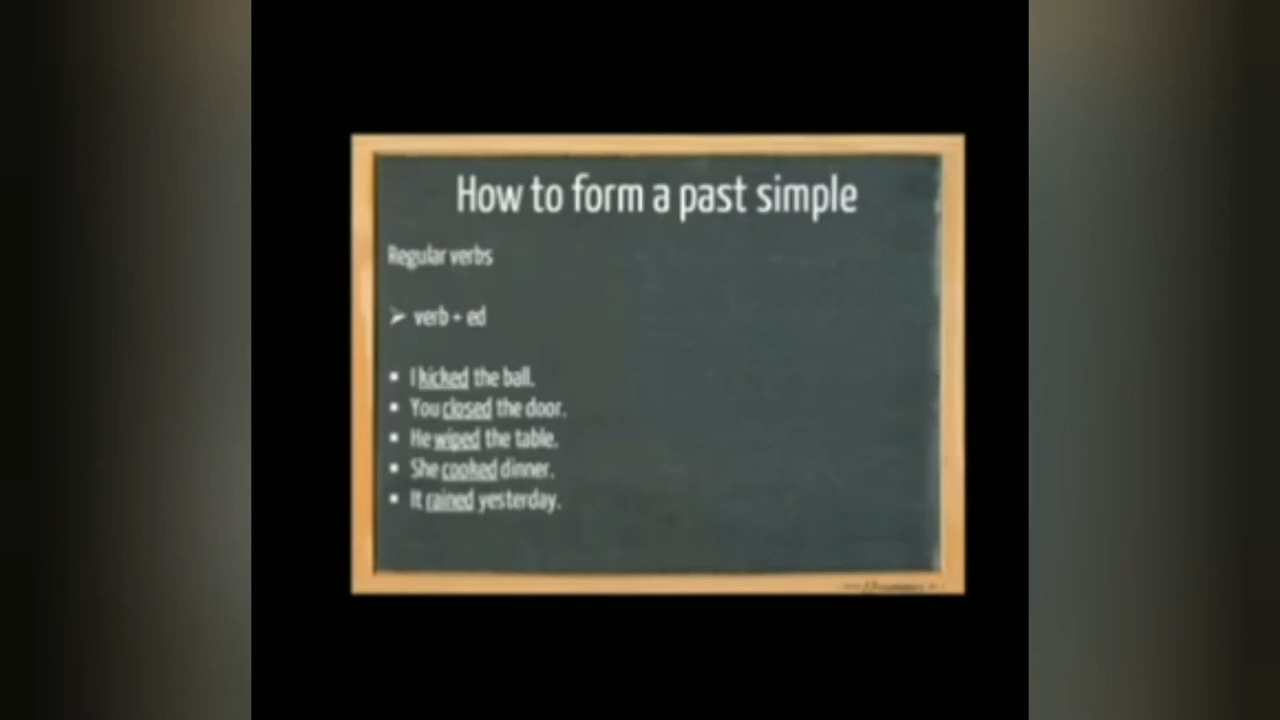 How to form a past simple
Regular verbs
➢ verb + ed
▪ I kicked the ball.
▪ You closed the door.
▪ He wiped the table.
▪ She cooked dinner.
▪ It rained yesterday.